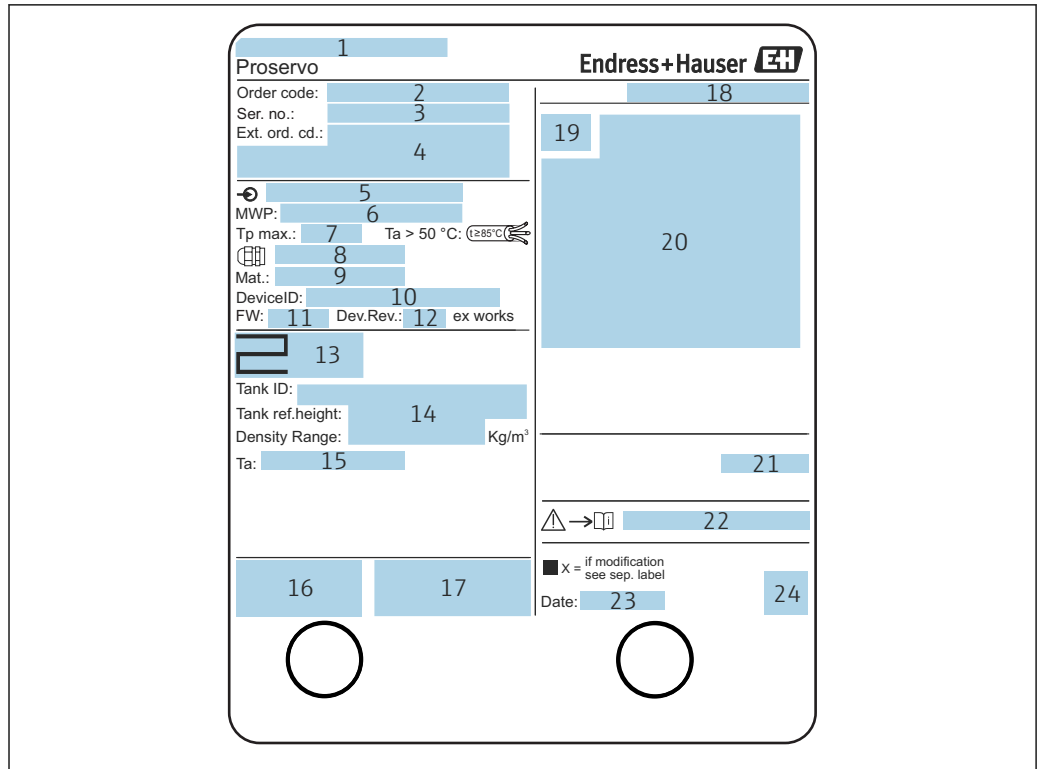 1
Proservo
Endress+Hauser EH
Order code: 2
Ser. no.: 3
Ext. ord. cd.:
4
5
MWP: 6
Tp max.: 7 Ta > 50 °C: t≥85°C
8
Mat.: 9
DeviceID: 10
FW: 11 Dev.Rev.: 12 ex works
13
Tank ID:
Tank ref.height: 14
Density Range: Kg/m³
Ta: 15
16 17
18
19
20
21
22
X = if modification
see sep. label
Date: 23
24